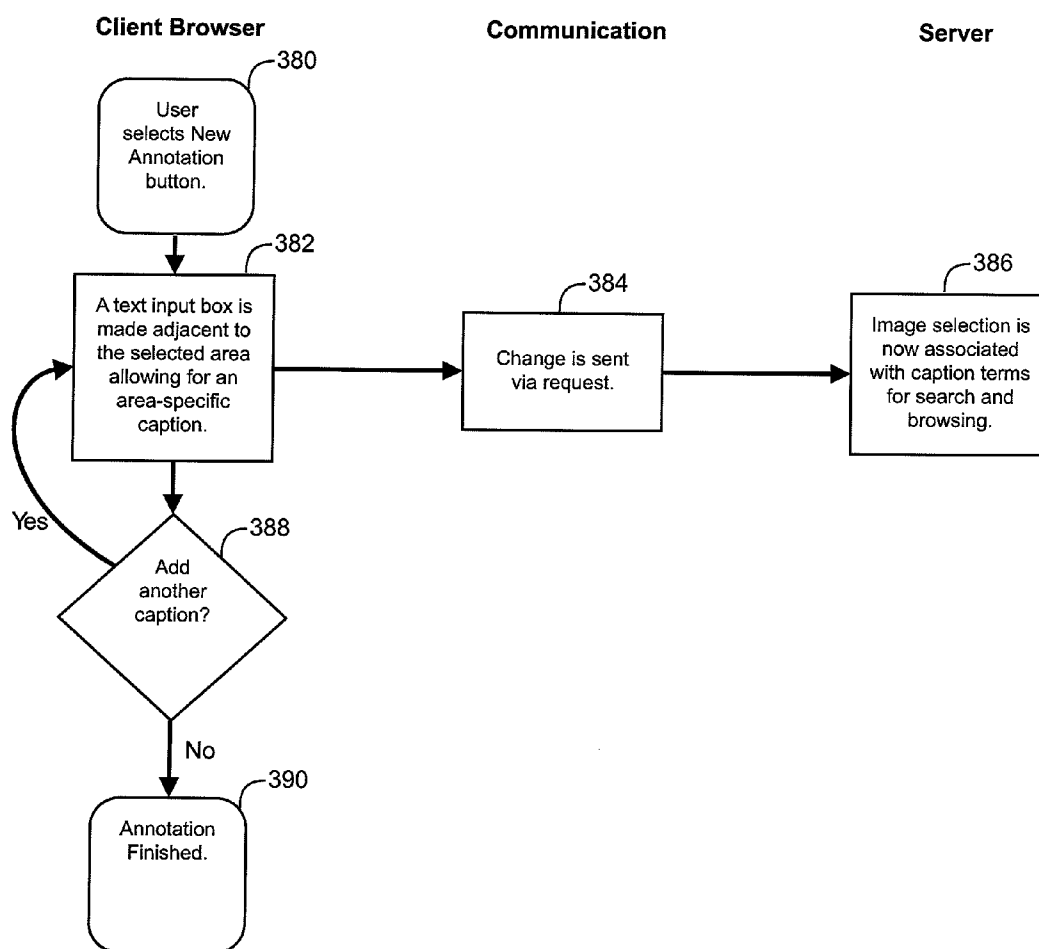 Client Browser
Communication
Server
380
User
selects New
Annotation
button.
382
A text input box is
made adjacent to
the selected area
allowing for an
area-specific
caption.
384
Change is sent
via request.
386
Image selection is
now associated
with caption terms
for search and
browsing.
Yes
388
Add
another
caption?
No
390
Annotation
Finished.